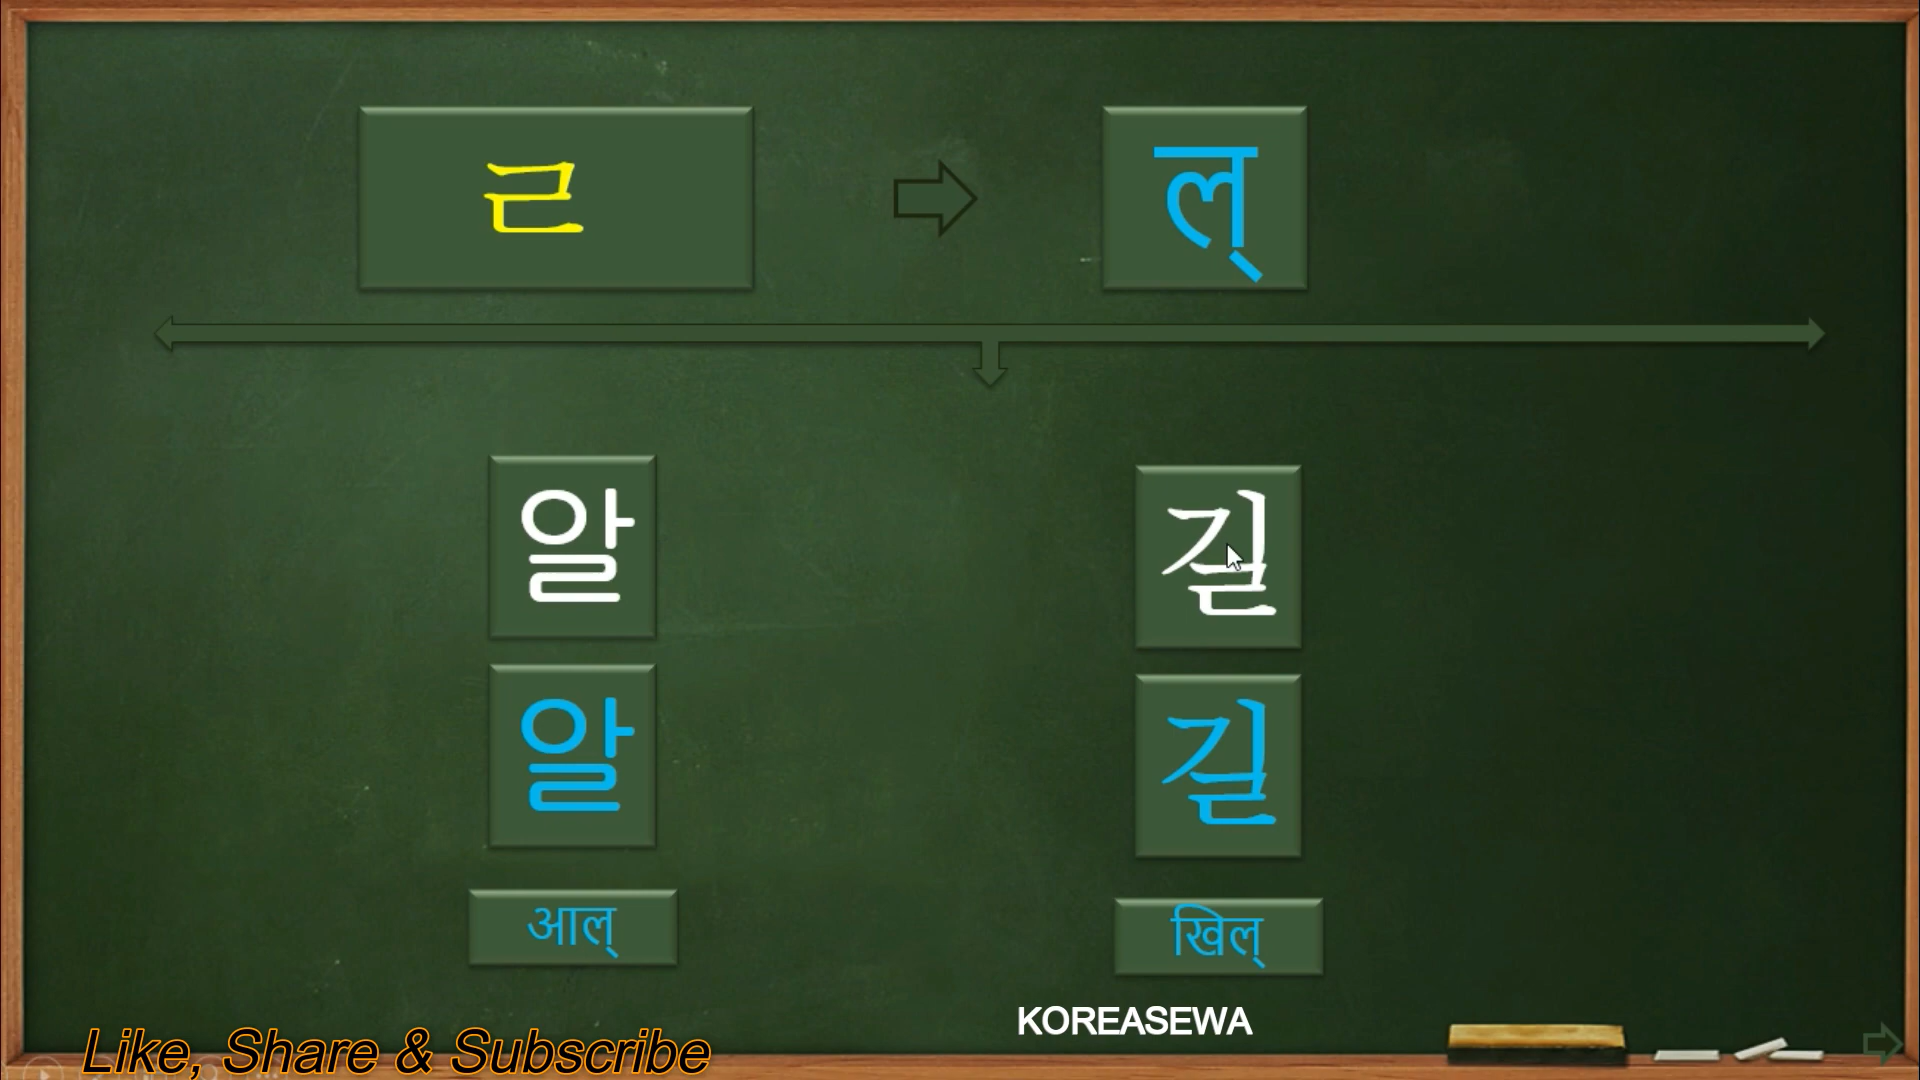 ㄹ ल्
알 길
알 길
आल् खिल्
KOREASEWA
Like, Share & Subscribe